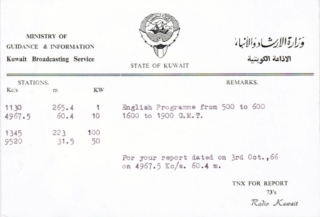 MINISTRY OF
GUIDANCE & INFORMATION
Kuwait Broadcasting Service
STATE OF KUWAIT
وزارة الإرشاد والأنباء
الإذاعة الكويتية
STATIONS. REMARKS.
Kc/s m KW
1130 265.4 1 English Programme from 500 to 600
4967.5 60.4 10 1600 to 1900 G.M.T.
1345 223 100
9520 31.5 50
For your report dated on 3rd Oct.,66
on 4967.5 Kc/s. 60.4 m.
TNX FOR REPORT
73's
Radio Kuwait